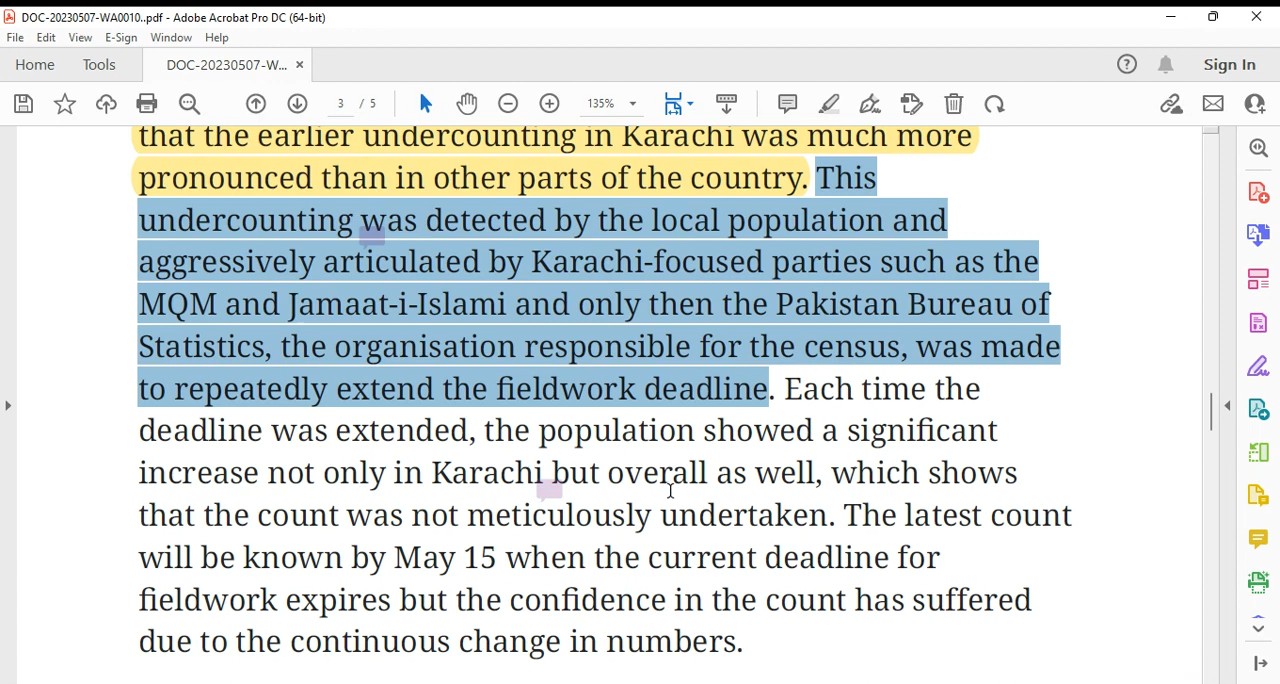 DOC-20230507-WA0010..pdf - Adobe Acrobat Pro DC (64-bit)
File Edit View E-Sign Window Help
Home Tools DOC-20230507-W... × Sign In
3 / 5 135%
that the earlier undercounting in Karachi was much more
pronounced than in other parts of the country. This
undercounting was detected by the local population and
aggressively articulated by Karachi-focused parties such as the
MQM and Jamaat-i-Islami and only then the Pakistan Bureau of
Statistics, the organisation responsible for the census, was made
to repeatedly extend the fieldwork deadline. Each time the
deadline was extended, the population showed a significant
increase not only in Karachi but overall as well, which shows
that the count was not meticulously undertaken. The latest count
will be known by May 15 when the current deadline for
fieldwork expires but the confidence in the count has suffered
due to the continuous change in numbers.